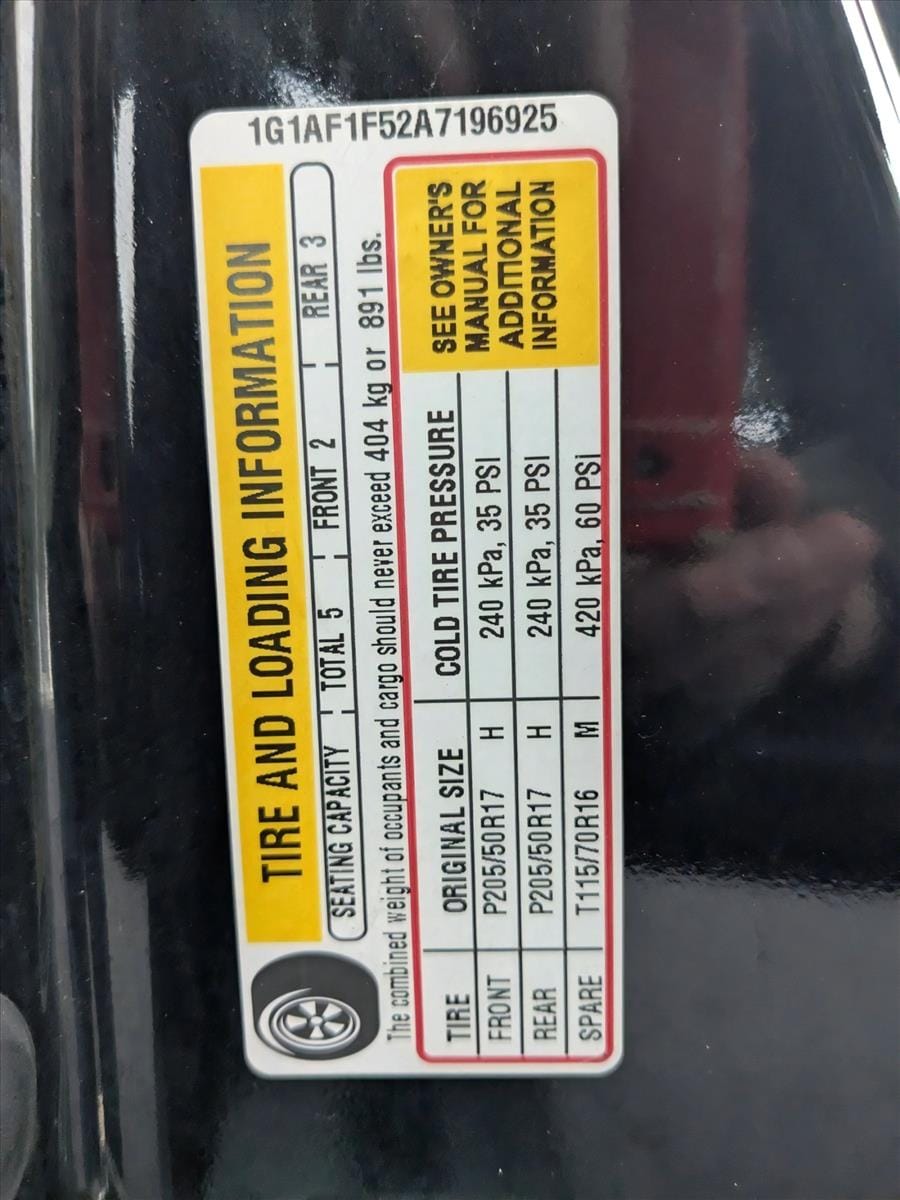 1G1AF1F52A7196925
TIRE AND LOADING INFORMATION
SEATING CAPACITY TOTAL 5 FRONT 2 REAR 3
The combined weight of occupants and cargo should never exceed 404 kg or 891 lbs.
TIRE ORIGINAL SIZE COLD TIRE PRESSURE
FRONT P205/50R17 H 240 kPa, 35 PSI
REAR P205/50R17 H 240 kPa, 35 PSI
SPARE T115/70R16 M 420 kPa, 60 PSI
SEE OWNER'S
MANUAL FOR
ADDITIONAL
INFORMATION